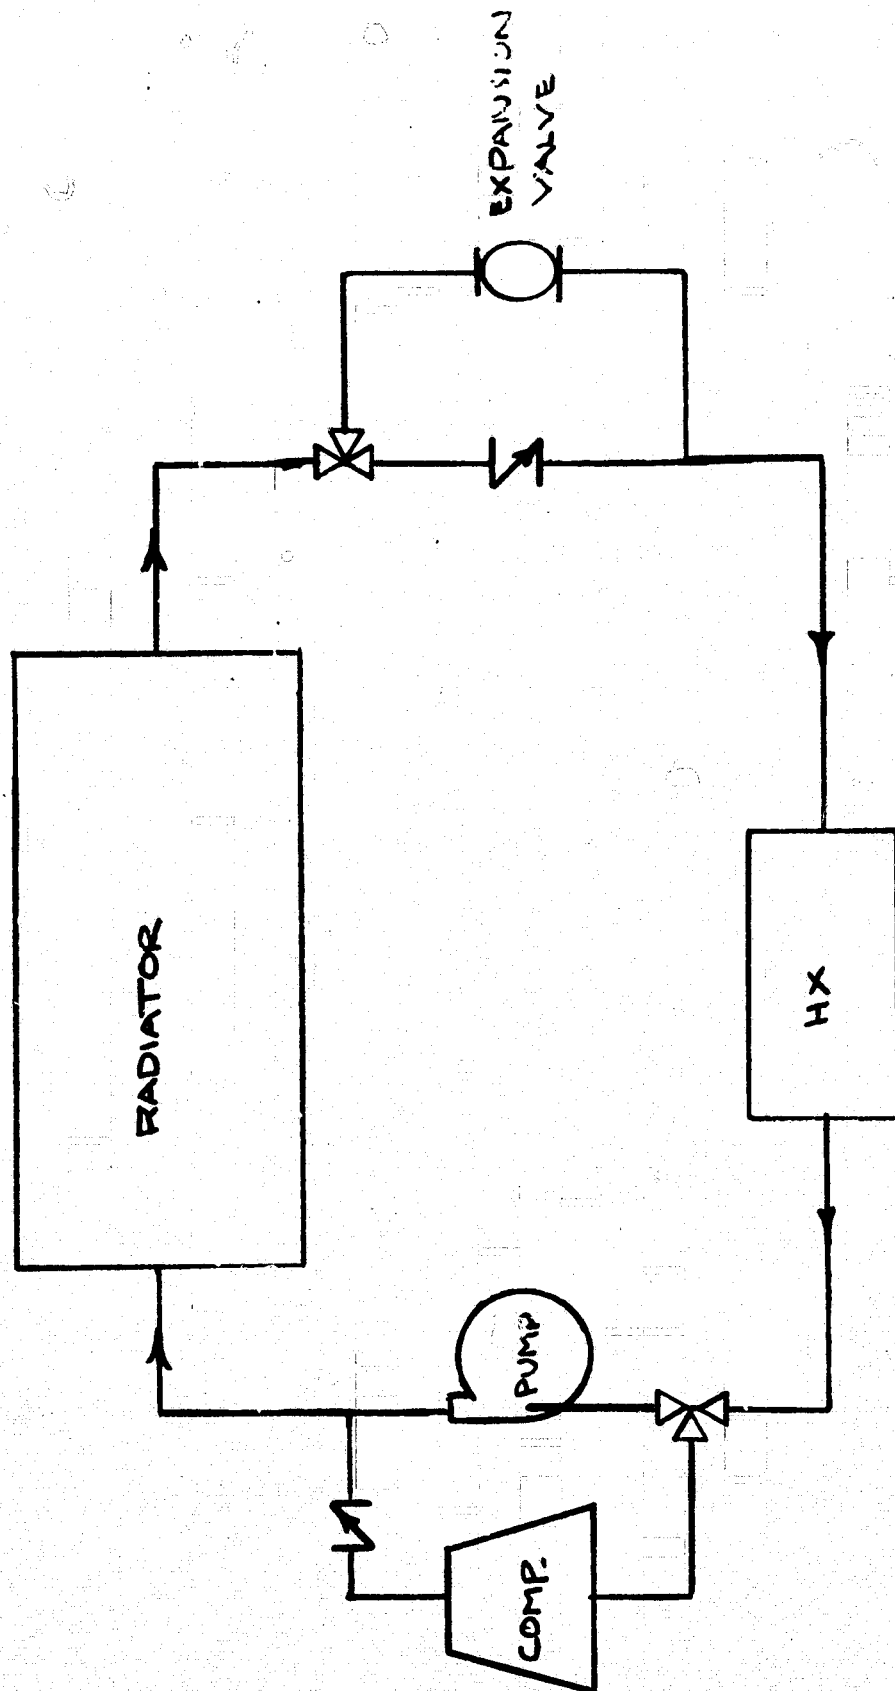 RADIATOR
EXPANSION
VALVE
PUMP
COMP.
HX